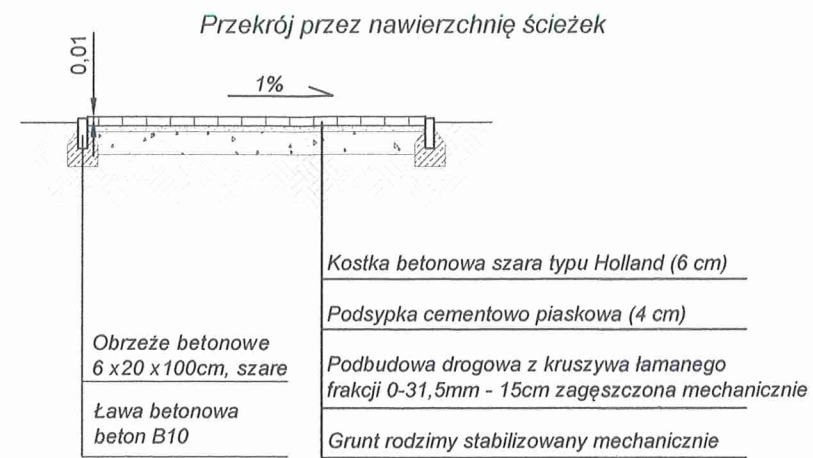 Przekrój przez nawierzchnię ścieżek
0,01
1%
Kostka betonowa szara typu Holland (6 cm)
Podsypka cementowo piaskowa (4 cm)
Obrzeże betonowe
6 x20 x100cm, szare
Podbudowa drogowa z kruszywa łamanego
frakcji 0-31,5mm - 15cm zagęszczona mechanicznie
Ława betonowa
beton B10
Grunt rodzimy stabilizowany mechanicznie